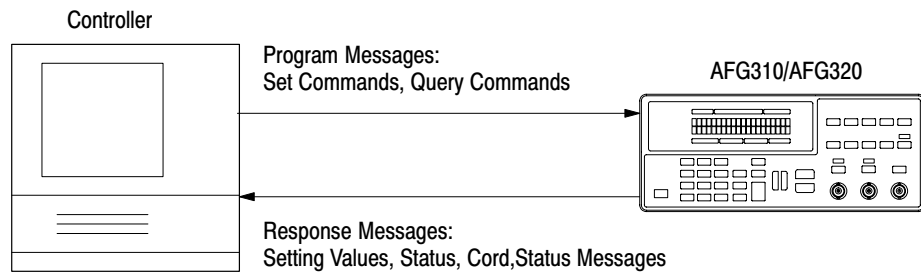 Controller
Program Messages:
Set Commands, Query Commands
AFG310/AFG320
Response Messages:
Setting Values, Status, Cord,Status Messages